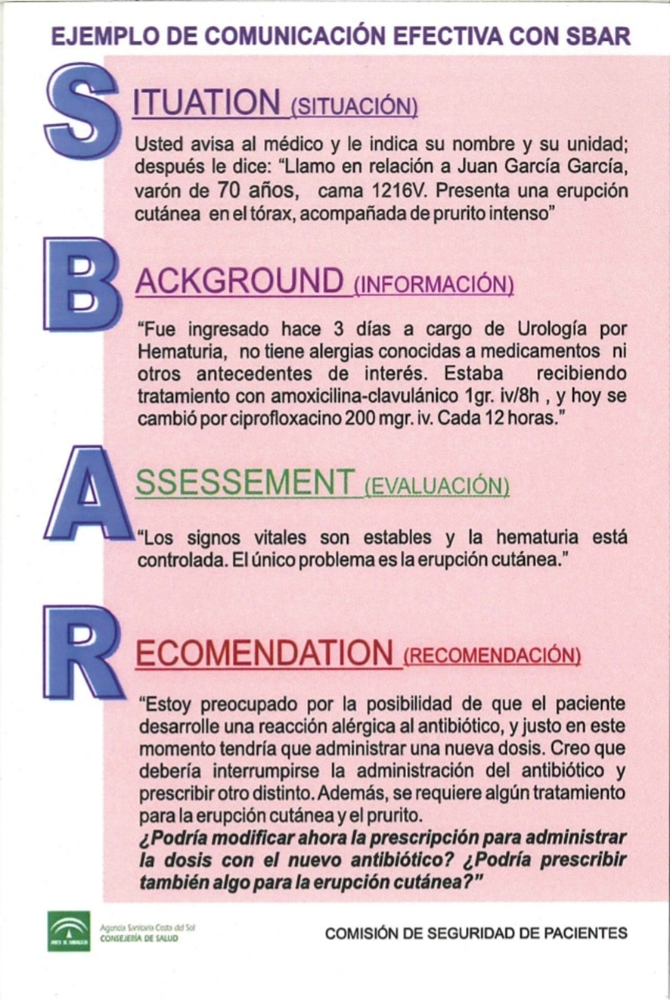 EJEMPLO DE COMUNICACIÓN EFECTIVA CON SBAR
SITUATION (SITUACIÓN)
Usted avisa al médico y le indica su nombre y su unidad;
después le dice: “Llamo en relación a Juan García García,
varón de 70 años, cama 1216V. Presenta una erupción
cutánea en el tórax, acompañada de prurito intenso”
BACKGROUND (INFORMACIÓN)
“Fue ingresado hace 3 días a cargo de Urología por
Hematuria, no tiene alergias conocidas a medicamentos ni
otros antecedentes de interés. Estaba recibiendo
tratamiento con amoxicilina-clavulánico 1gr. iv/8h , y hoy se
cambió por ciprofloxacino 200 mgr. iv. Cada 12 horas.”
ASSESSEMENT (EVALUACIÓN)
“Los signos vitales son estables y la hematuria está
controlada. El único problema es la erupción cutánea.”
RECOMENDATION (RECOMENDACIÓN)
“Estoy preocupado por la posibilidad de que el paciente
desarrolle una reacción alérgica al antibiótico, y justo en este
momento tendría que administrar una nueva dosis. Creo que
debería interrumpirse la administración del antibiótico y
prescribir otro distinto. Además, se requiere algún tratamiento
para la erupción cutánea y el prurito.
¿Podría modificar ahora la prescripción para administrar
la dosis con el nuevo antibiótico? ¿Podría prescribir
también algo para la erupción cutánea?”
Agencia Sanitaria Costa del Sol
CONSEJERÍA DE SALUD
COMISIÓN DE SEGURIDAD DE PACIENTES